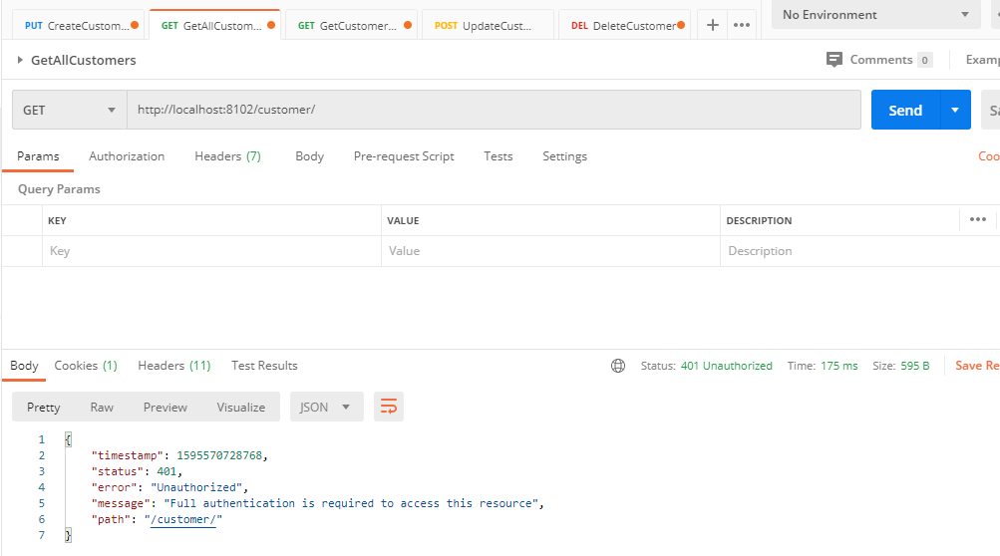 PUT CreateCustom... GET GetAllCustom... GET GetCustomer... POST UpdateCust... DEL DeleteCustomer + ••• No Environment
GetAllCustomers Comments 0 Examp
GET http://localhost:8102/customer/ Send Sa
Params Authorization Headers (7) Body Pre-request Script Tests Settings Coo
Query Params
KEY VALUE DESCRIPTION •••
Key Value Description
Body Cookies (1) Headers (11) Test Results Status: 401 Unauthorized Time: 175 ms Size: 595 B Save Re
Pretty Raw Preview Visualize JSON
1 {
2 "timestamp": 1595570728768,
3 "status": 401,
4 "error": "Unauthorized",
5 "message": "Full authentication is required to access this resource",
6 "path": "/customer/"
7 }